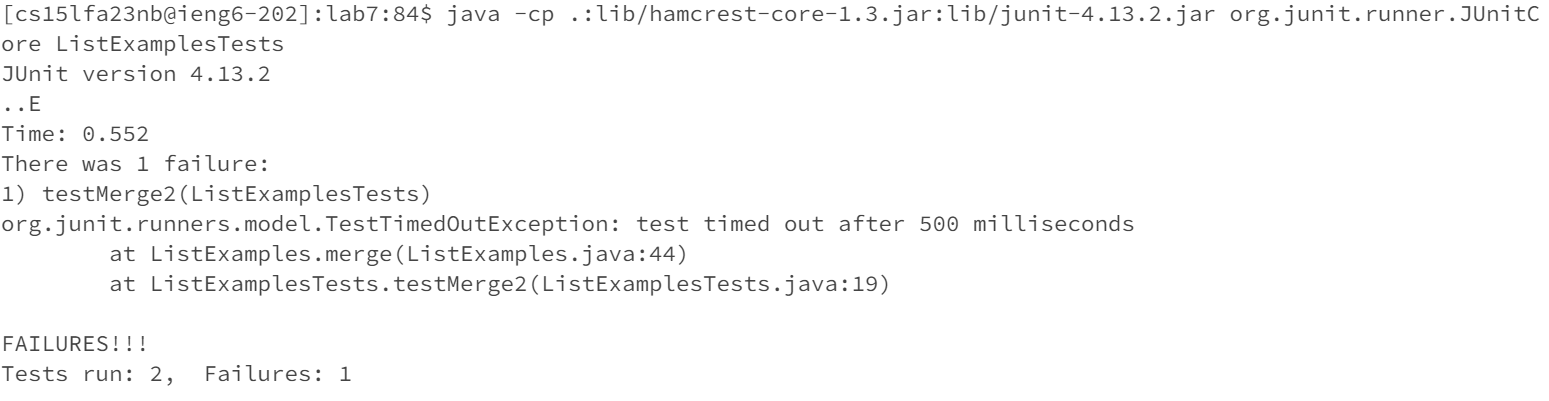 [cs15lfa23nb@ieng6-202]:lab7:84$ java -cp .:lib/hamcrest-core-1.3.jar:lib/junit-4.13.2.jar org.junit.runner.JUnitC
ore ListExamplesTests
JUnit version 4.13.2
..E
Time: 0.552
There was 1 failure:
1) testMerge2(ListExamplesTests)
org.junit.runners.model.TestTimedOutException: test timed out after 500 milliseconds
        at ListExamples.merge(ListExamples.java:44)
        at ListExamplesTests.testMerge2(ListExamplesTests.java:19)

FAILURES!!!
Tests run: 2,  Failures: 1